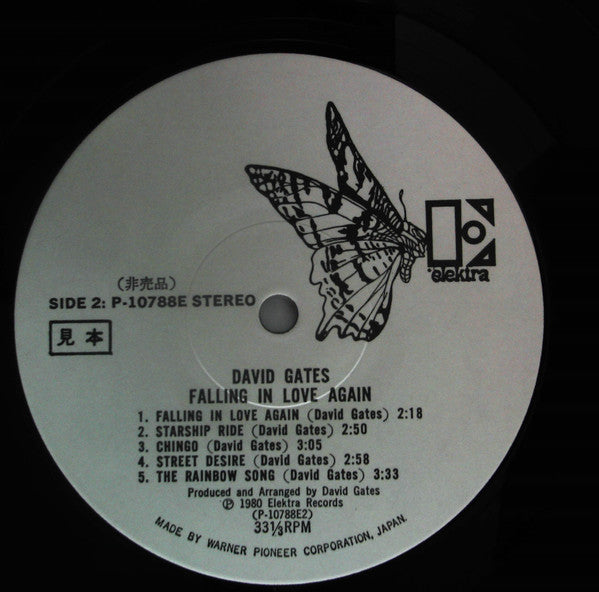 elektra
(非売品)
SIDE 2: P-10788E STEREO
見本
DAVID GATES
FALLING IN LOVE AGAIN
1. FALLING IN LOVE AGAIN (David Gates) 2:18
2. STARSHIP RIDE (David Gates) 2:50
3. CHINGO (David Gates) 3:05
4. STREET DESIRE (David Gates) 2:58
5. THE RAINBOW SONG (David Gates) 3:33
Produced and Arranged by David Gates
Ⓟ 1980 Elektra Records
(P-10788E2)
33⅓RPM
MADE BY WARNER PIONEER CORPORATION, JAPAN.